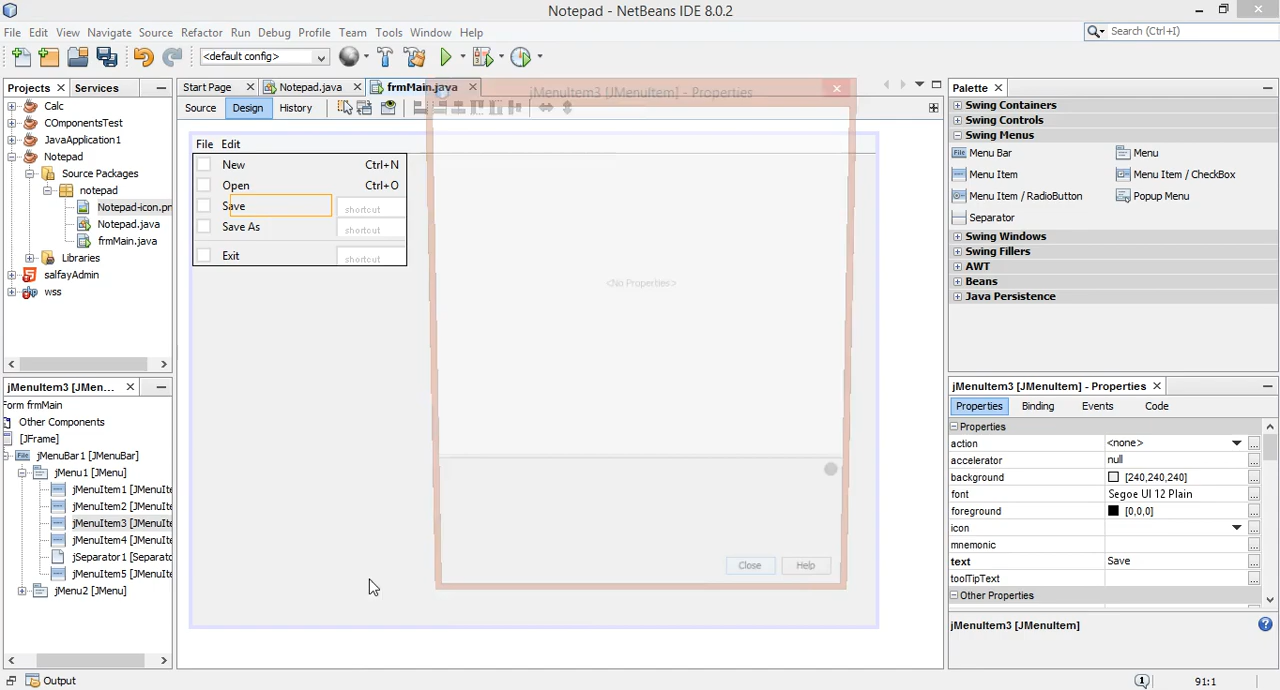 Notepad - NetBeans IDE 8.0.2
File Edit View Navigate Source Refactor Run Debug Profile Team Tools Window Help
Search (Ctrl+I)
<default config>
Projects
Services
Start Page
Notepad.java
frmMain.java
Palette
Source
Design
History
jMenuItem3 [JMenuItem] - Properties
Calc
COmponentsTest
JavaApplication1
Notepad
Source Packages
notepad
Notepad-icon.pr
Notepad.java
frmMain.java
Libraries
salfayAdmin
wss
File Edit
New Ctrl+N
Open Ctrl+O
Save shortcut
Save As shortcut
Exit shortcut
<No Properties>
Close
Help
Swing Containers
Swing Controls
Swing Menus
Menu Bar
Menu
Menu Item
Menu Item / CheckBox
Menu Item / RadioButton
Popup Menu
Separator
Swing Windows
Swing Fillers
AWT
Beans
Java Persistence
jMenuItem3 [JMen...
Form frmMain
Other Components
[JFrame]
jMenuBar1 [JMenuBar]
jMenu1 [JMenu]
jMenuItem1 [JMenuIte
jMenuItem2 [JMenuIte
jMenuItem3 [JMenuIte
jMenuItem4 [JMenuIte
jSeparator1 [Separato
jMenuItem5 [JMenuIte
jMenu2 [JMenu]
jMenuItem3 [JMenuItem] - Properties
Properties
Binding
Events
Code
Properties
action <none>
accelerator null
background [240,240,240]
font Segoe UI 12 Plain
foreground [0,0,0]
icon
mnemonic
text Save
toolTipText
Other Properties
jMenuItem3 [JMenuItem]
Output
91:1